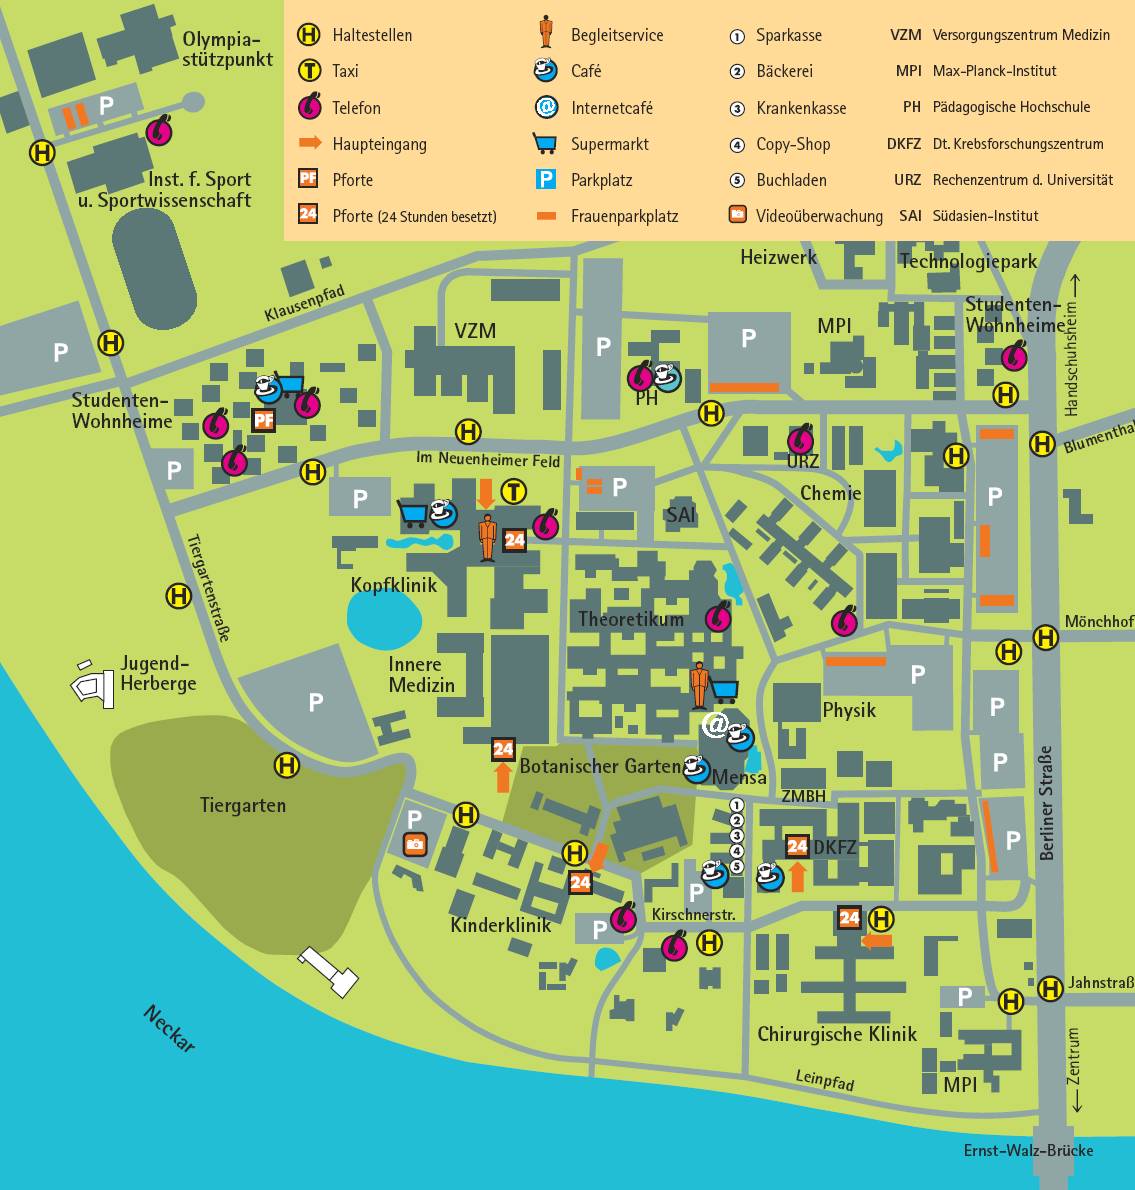 Olympia-
stützpunkt
H Haltestellen
T Taxi
Telefon
Haupteingang
PF Pforte
24 Pforte (24 Stunden besetzt)
Begleitservice
Café
@ Internetcafé
Supermarkt
P Parkplatz
Frauenparkplatz
1 Sparkasse
2 Bäckerei
3 Krankenkasse
4 Copy-Shop
5 Buchladen
Videoüberwachung
VZM Versorgungszentrum Medizin
MPI Max-Planck-Institut
PH Pädagogische Hochschule
DKFZ Dt. Krebsforschungszentrum
URZ Rechenzentrum d. Universität
SAI Südasien-Institut
P
H
Inst. f. Sport
u. Sportwissenschaft
Heizwerk
Technologiepark
Klausenpfad
Studenten-
Wohnheime
Handschuhsheim
VZM
MPI
P
P
P
H
PH
H
H
Studenten-
Wohnheime
PF
H
H
Blumenthal
Im Neuenheimer Feld
URZ
H
P
H
P
T
P
SAI
Chemie
P
24
Tiergartenstraße
Kopfklinik
H
Theoretikum
Mönchhof
H
H
Jugend-
Herberge
Innere
Medizin
P
P
Physik
P
@
24
H
Botanischer Garten
Mensa
P
ZMBH
Berliner Straße
Tiergarten
P
H
1
2
3
4
5
P
24
DKFZ
H
24
P
Kinderklinik
P
Kirschnerstr.
24
H
H
H
Jahnstraß
P
H
Neckar
Chirurgische Klinik
Zentrum
MPI
Leinpfad
Ernst-Walz-Brücke